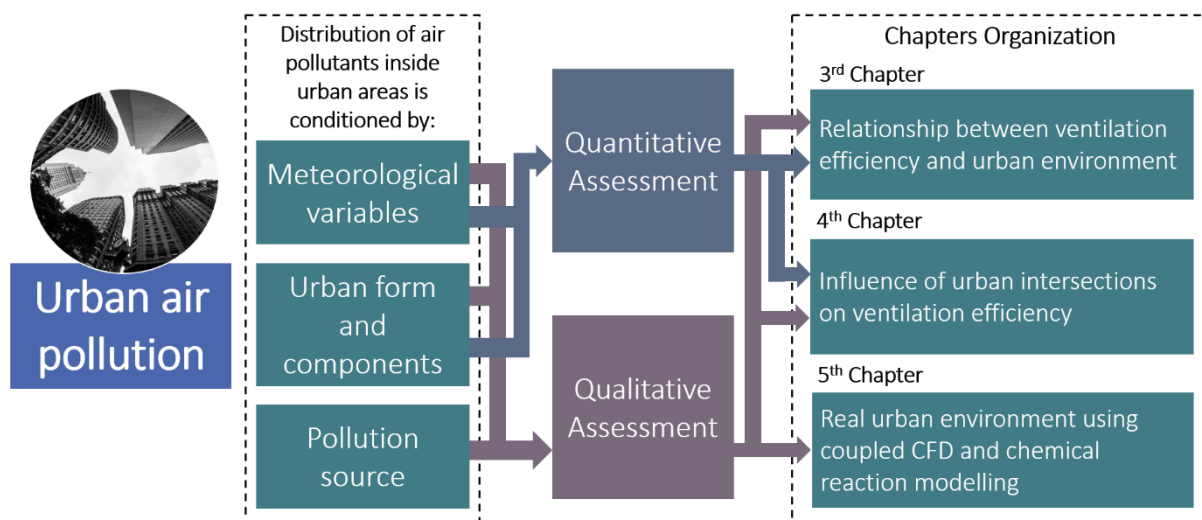 Urban air
pollution
Distribution of air
pollutants inside
urban areas is
conditioned by:
Meteorological
variables
Urban form
and
components
Pollution
source
Quantitative
Assessment
Qualitative
Assessment
Chapters Organization
3rd Chapter
Relationship between ventilation
efficiency and urban environment
4th Chapter
Influence of urban intersections
on ventilation efficiency
5th Chapter
Real urban environment using
coupled CFD and chemical
reaction modelling